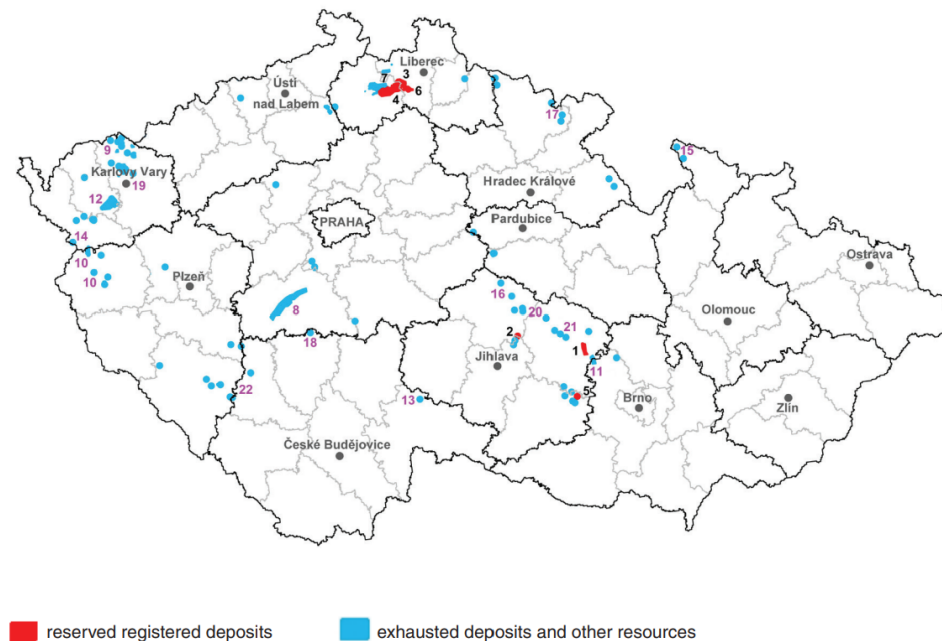 Liberec
7
3
6
4
Ústí
nad Labem
17
9
Karlovy Vary
19
12
15
Hradec Králové
PRAHA
Pardubice
14
10
10
Plzeň
Ostrava
8
16
20
Olomouc
18
2
21
1
Jihlava
11
22
13
5
Brno
Zlín
České Budějovice
reserved registered deposits
exhausted deposits and other resources